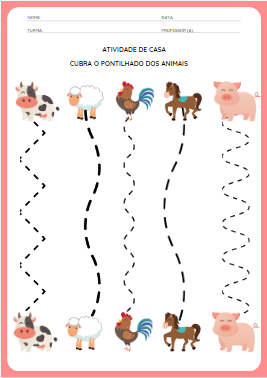 NOME: DATA:
TURMA: PROFESSOR (A):
ATIVIDADE DE CASA
CUBRA O PONTILHADO DOS ANIMAIS